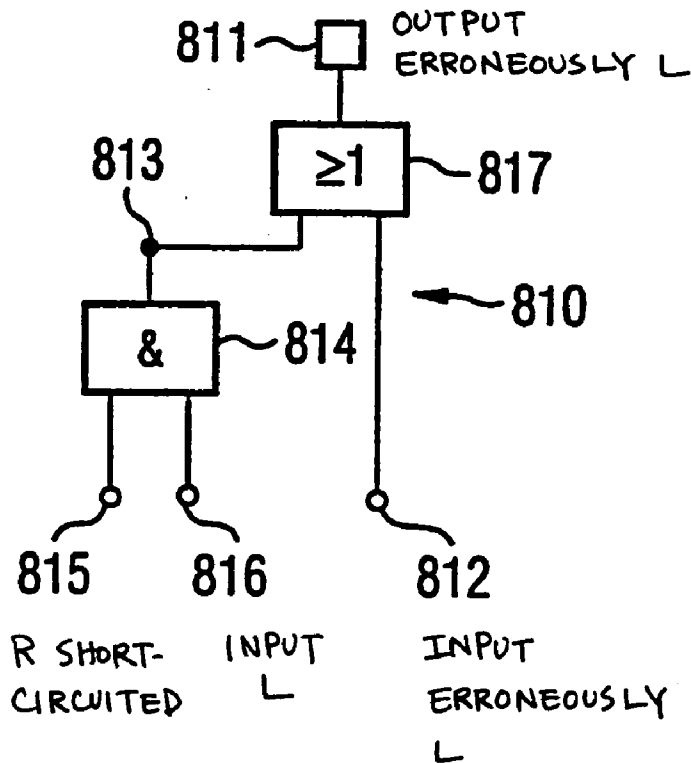 811
OUTPUT
ERRONEOUSLY L
813
≥1
817
810
&
814
815
816
812
R SHORT-
CIRCUITED
INPUT
L
INPUT
ERRONEOUSLY
L